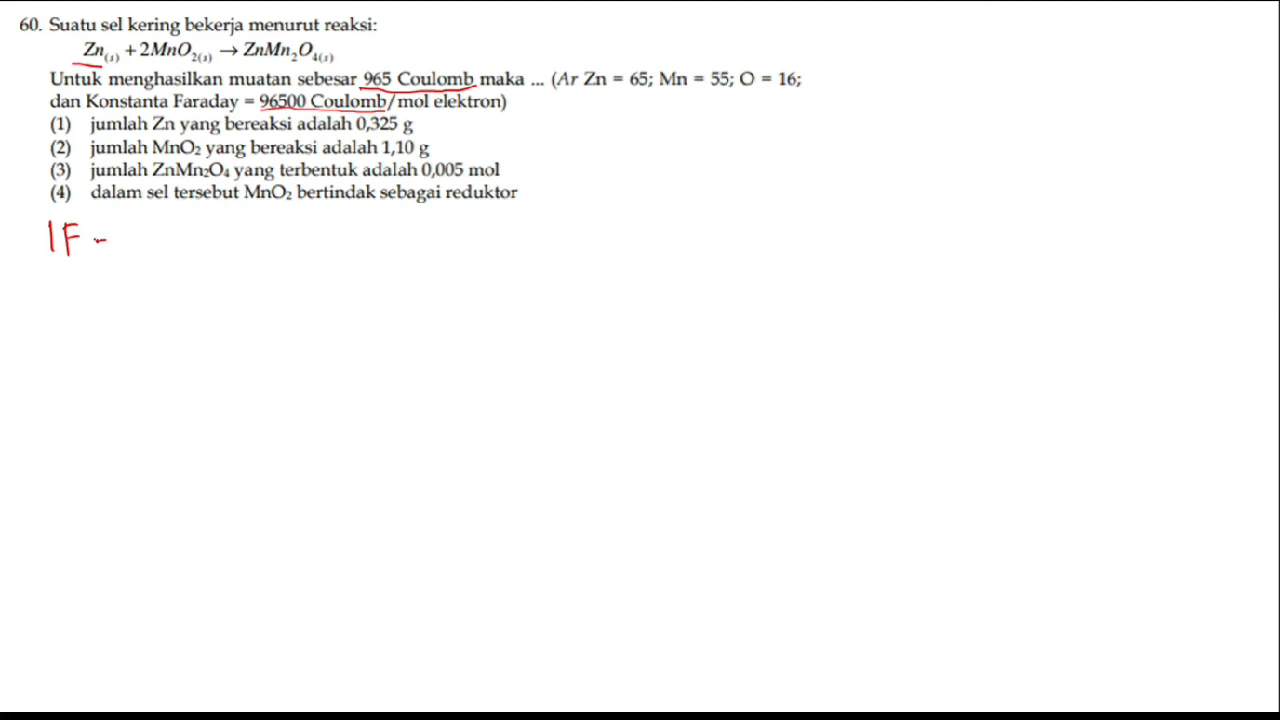 60. Suatu sel kering bekerja menurut reaksi:
Zn(s) + 2MnO2(s) → ZnMn2O4(s)
Untuk menghasilkan muatan sebesar 965 Coulomb maka ... (Ar Zn = 65; Mn = 55; O = 16;
dan Konstanta Faraday = 96500 Coulomb/mol elektron)
(1) jumlah Zn yang bereaksi adalah 0,325 g
(2) jumlah MnO2 yang bereaksi adalah 1,10 g
(3) jumlah ZnMn2O4 yang terbentuk adalah 0,005 mol
(4) dalam sel tersebut MnO2 bertindak sebagai reduktor
1F -